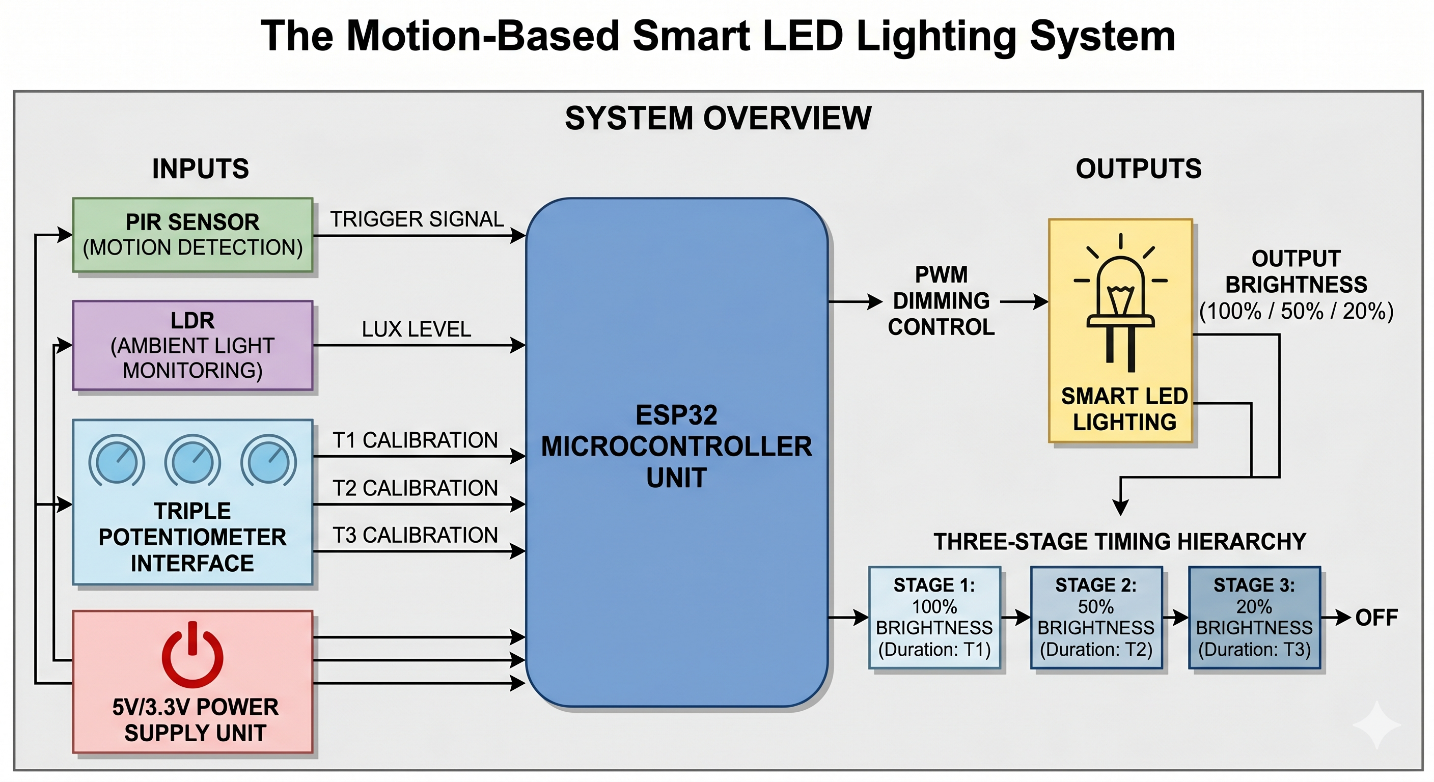 The Motion-Based Smart LED Lighting System
SYSTEM OVERVIEW
INPUTS
PIR SENSOR
(MOTION DETECTION)
TRIGGER SIGNAL
LDR
(AMBIENT LIGHT
MONITORING)
LUX LEVEL
TRIPLE
POTENTIOMETER
INTERFACE
T1 CALIBRATION
T2 CALIBRATION
T3 CALIBRATION
5V/3.3V POWER
SUPPLY UNIT
ESP32
MICROCONTROLLER
UNIT
OUTPUTS
PWM
DIMMING
CONTROL
SMART LED
LIGHTING
OUTPUT
BRIGHTNESS
(100% / 50% / 20%)
THREE-STAGE TIMING HIERARCHY
STAGE 1:
100%
BRIGHTNESS
(Duration: T1)
STAGE 2:
50%
BRIGHTNESS
(Duration: T2)
STAGE 3:
20%
BRIGHTNESS
(Duration: T3)
OFF